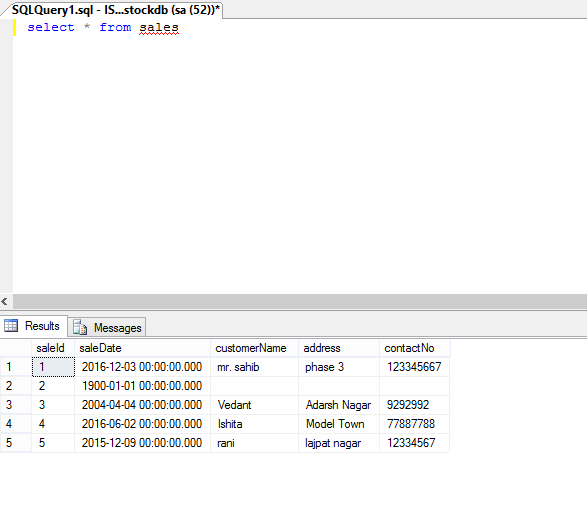 SQLQuery1.sql - IS...stockdb (sa (52))*
select * from sales
Results Messages
saleId saleDate customerName address contactNo
1 1 2016-12-03 00:00:00.000 mr. sahib phase 3 123345667
2 2 1900-01-01 00:00:00.000
3 3 2004-04-04 00:00:00.000 Vedant Adarsh Nagar 9292992
4 4 2016-06-02 00:00:00.000 Ishita Model Town 77887788
5 5 2015-12-09 00:00:00.000 rani lajpat nagar 12334567